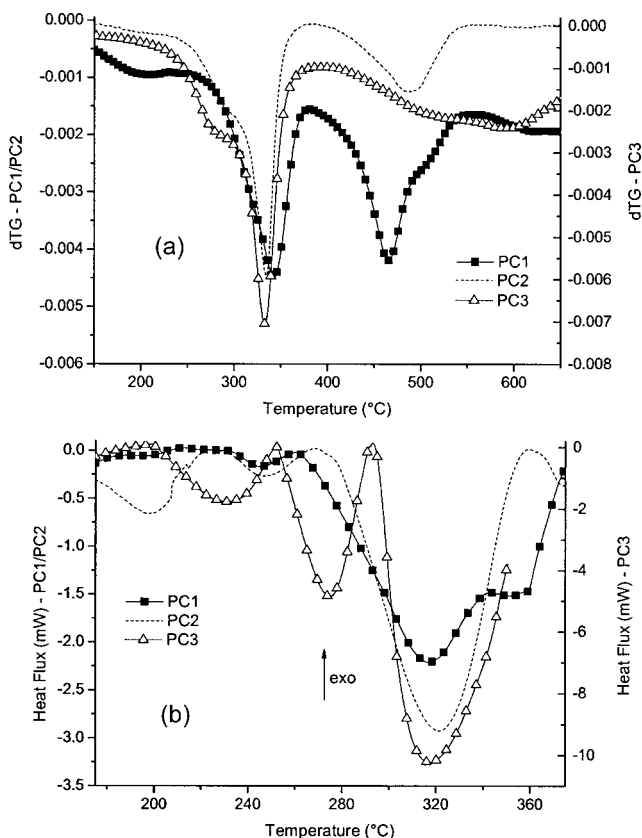 0.000
-0.001
-0.002
-0.003
-0.004
-0.005
-0.006
dTG - PC1/PC2
0.000
-0.001
-0.002
-0.003
-0.004
-0.005
-0.006
-0.007
-0.008
dTG - PC3
(a)
PC1
PC2
PC3
200
300
400
500
600
Temperature (°C)
0.0
-0.5
-1.0
-1.5
-2.0
-2.5
-3.0
-3.5
Heat Flux (mW) - PC1/PC2
0
-2
-4
-6
-8
-10
Heat Flux (mW) - PC3
PC1
PC2
PC3
exo
(b)
200
240
280
320
360
Temperature (°C)